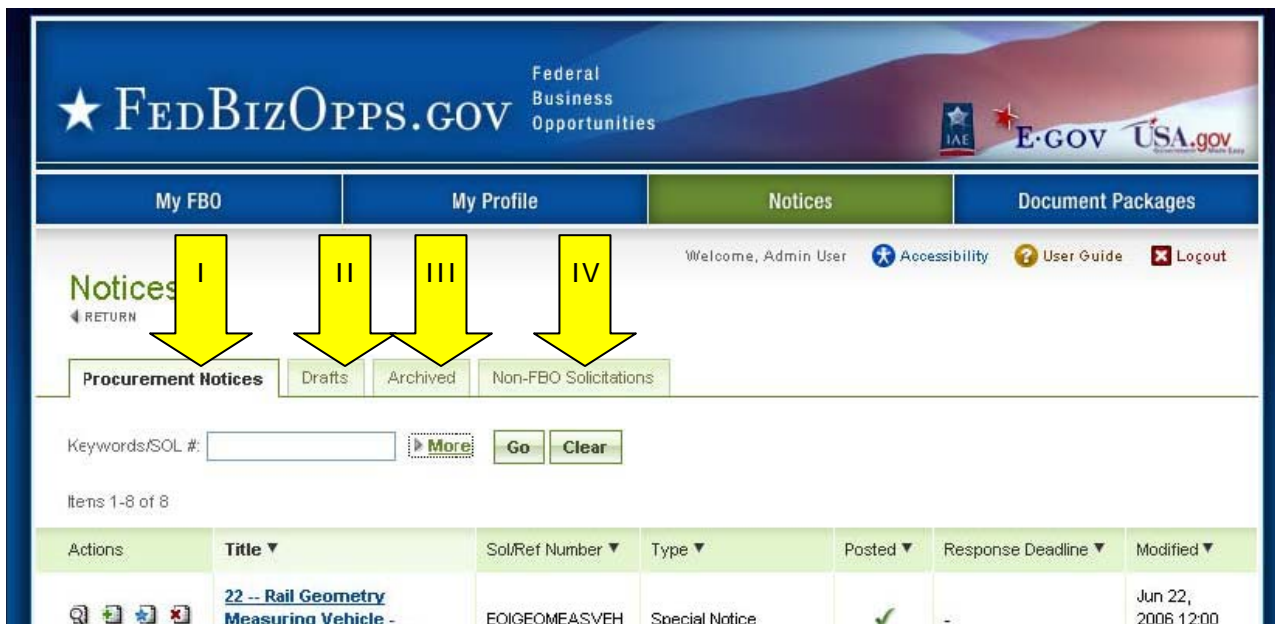 ★ FEDBIZOPPS.GOV
Federal
Business
Opportunities
IAE
E·GOV
USA.gov
My FBO
My Profile
Notices
Document Packages
Welcome, Admin User
Accessibility
User Guide
Logout
I
II
III
IV
Notices
RETURN
Procurement Notices
Drafts
Archived
Non-FBO Solicitations
Keywords/SOL #:
More
Go
Clear
Items 1-8 of 8
Actions
Title ▼
Sol/Ref Number ▼
Type ▼
Posted ▼
Response Deadline ▼
Modified ▼
22 -- Rail Geometry
Measuring Vehicle -
EOIGEOMEASVEH
Special Notice
-
Jun 22,
2006 12:00